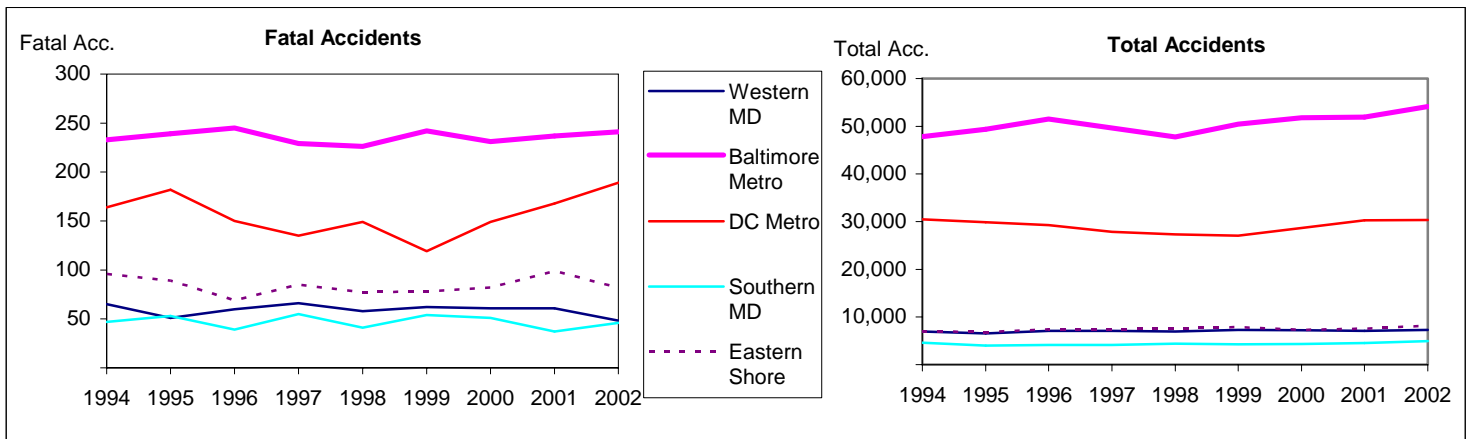 Fatal Acc.
Fatal Accidents
300
250
200
150
100
50
1994 1995 1996 1997 1998 1999 2000 2001 2002
Western
MD
Baltimore
Metro
DC Metro
Southern
MD
Eastern
Shore
Total Acc.
Total Accidents
60,000
50,000
40,000
30,000
20,000
10,000
1994 1995 1996 1997 1998 1999 2000 2001 2002